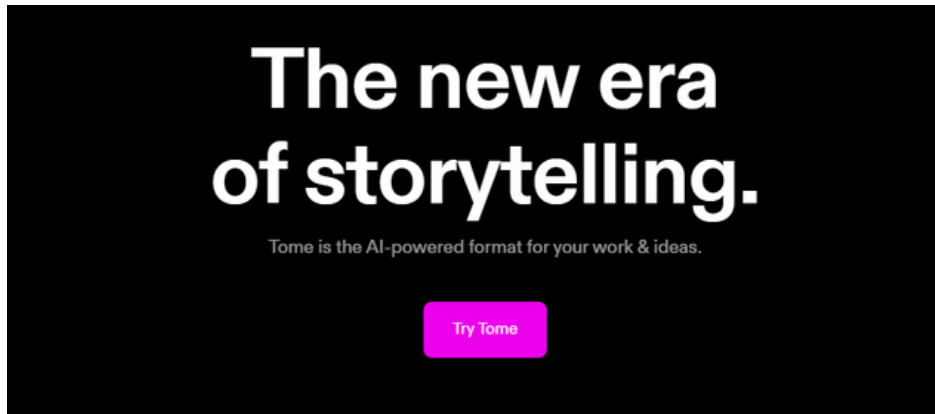 The new era
of storytelling.
Tome is the AI-powered format for your work & ideas.
Try Tome